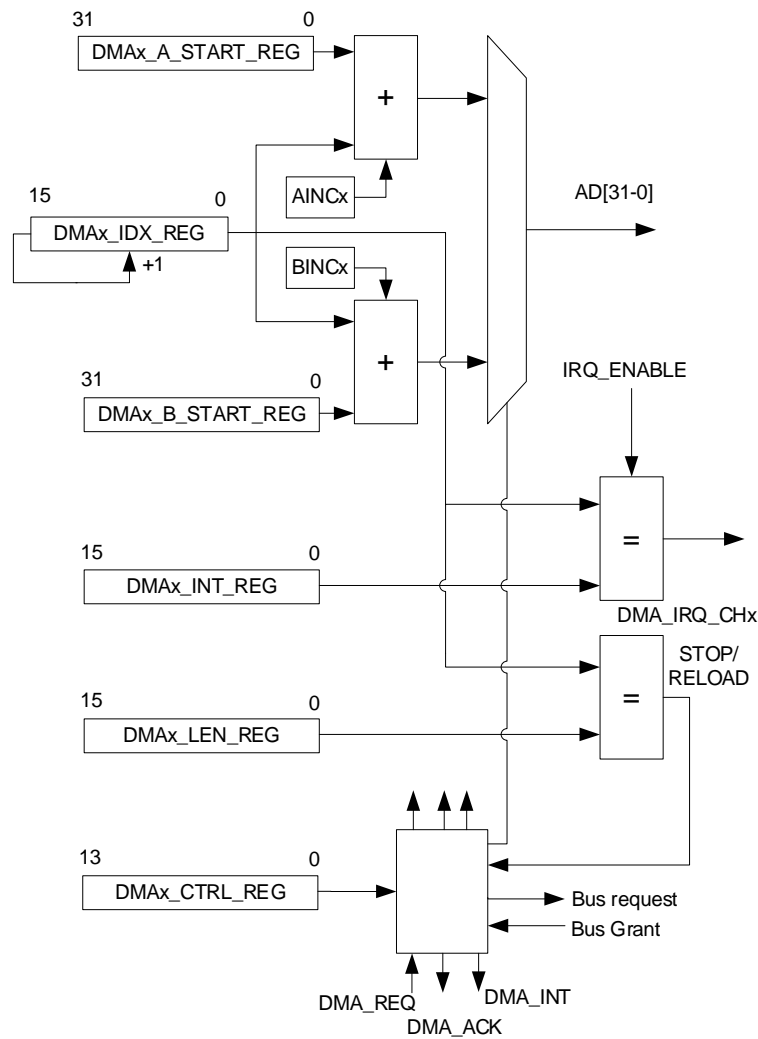 31 0
DMAx_A_START_REG
+
AINCx
15 0
DMAx_IDX_REG
+1
AD[31-0]
BINCx
+
31 0
DMAx_B_START_REG
IRQ_ENABLE
=
15 0
DMAx_INT_REG
DMA_IRQ_CHx
STOP/
RELOAD
=
15 0
DMAx_LEN_REG
13 0
DMAx_CTRL_REG
Bus request
Bus Grant
DMA_REQ
DMA_INT
DMA_ACK